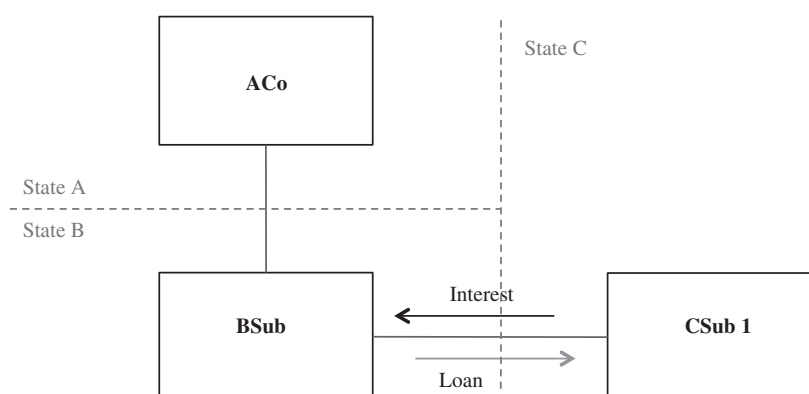 State C
ACo
State A
State B
Interest
BSub
CSub 1
Loan